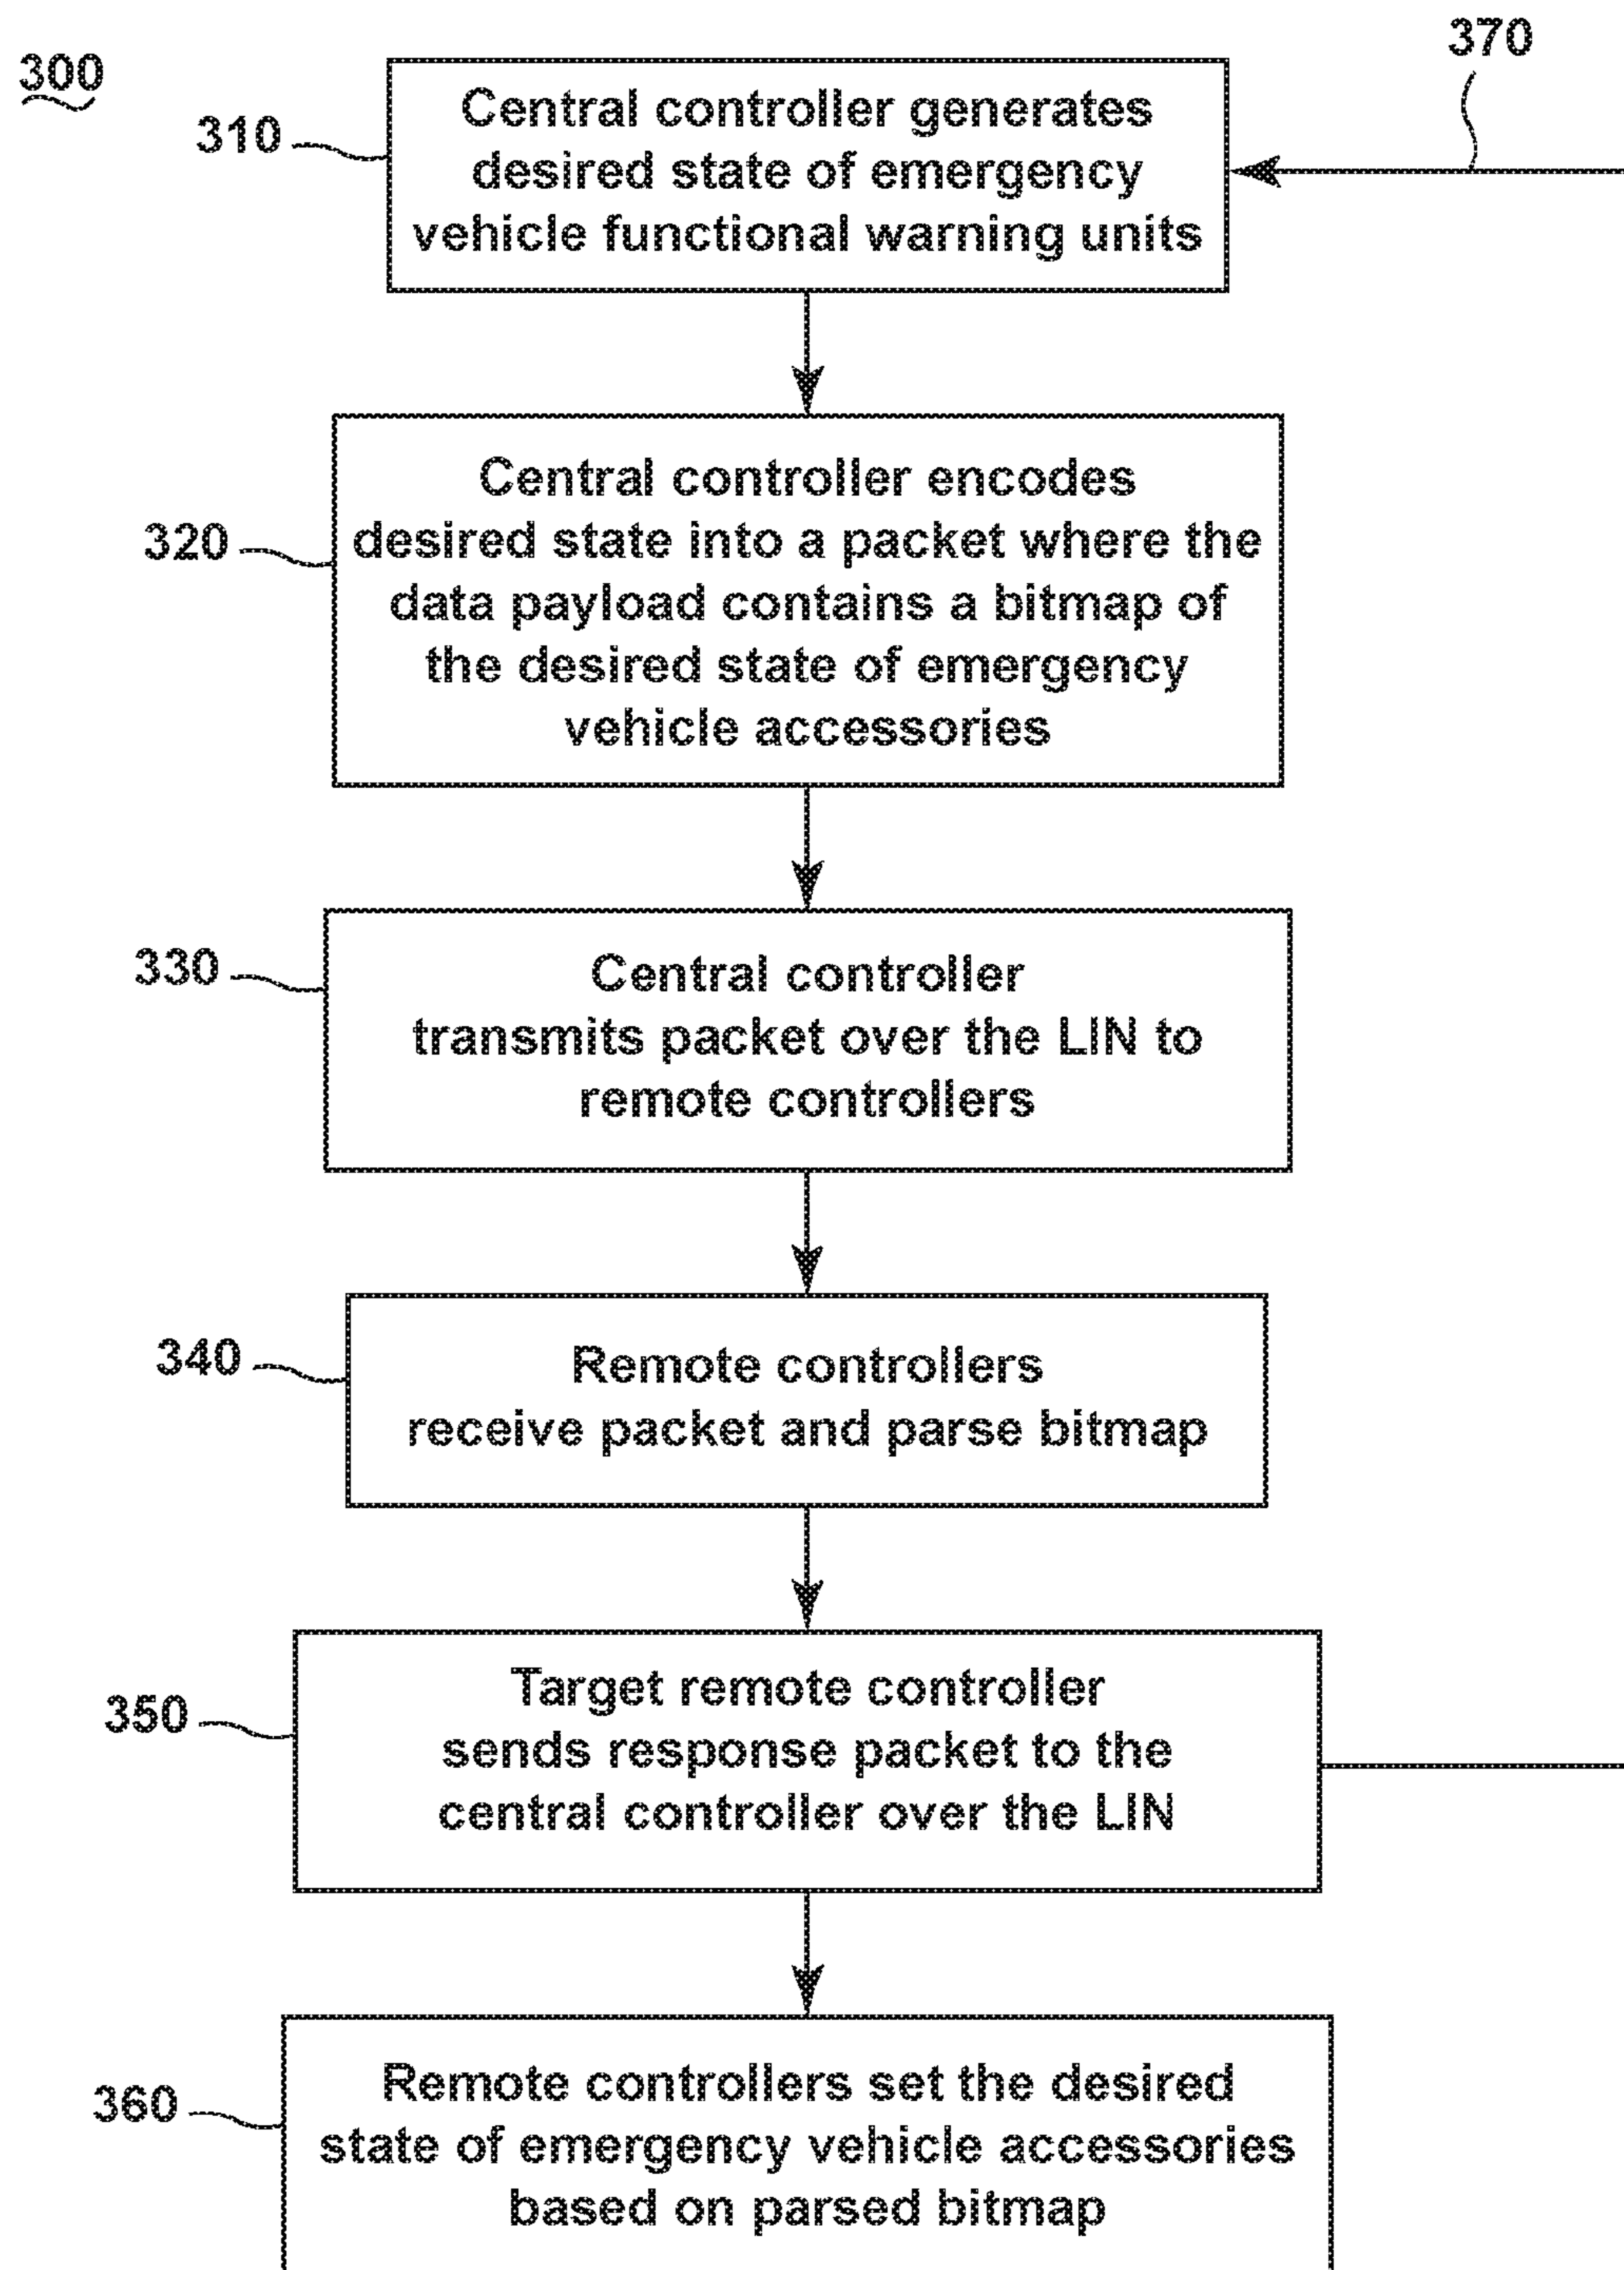 300
370
310
Central controller generates
desired state of emergency
vehicle functional warning units
320
Central controller encodes
desired state into a packet where the
data payload contains a bitmap of
the desired state of emergency
vehicle accessories
330
Central controller
transmits packet over the LIN to
remote controllers
340
Remote controllers
receive packet and parse bitmap
350
Target remote controller
sends response packet to the
central controller over the LIN
360
Remote controllers set the desired
state of emergency vehicle accessories
based on parsed bitmap